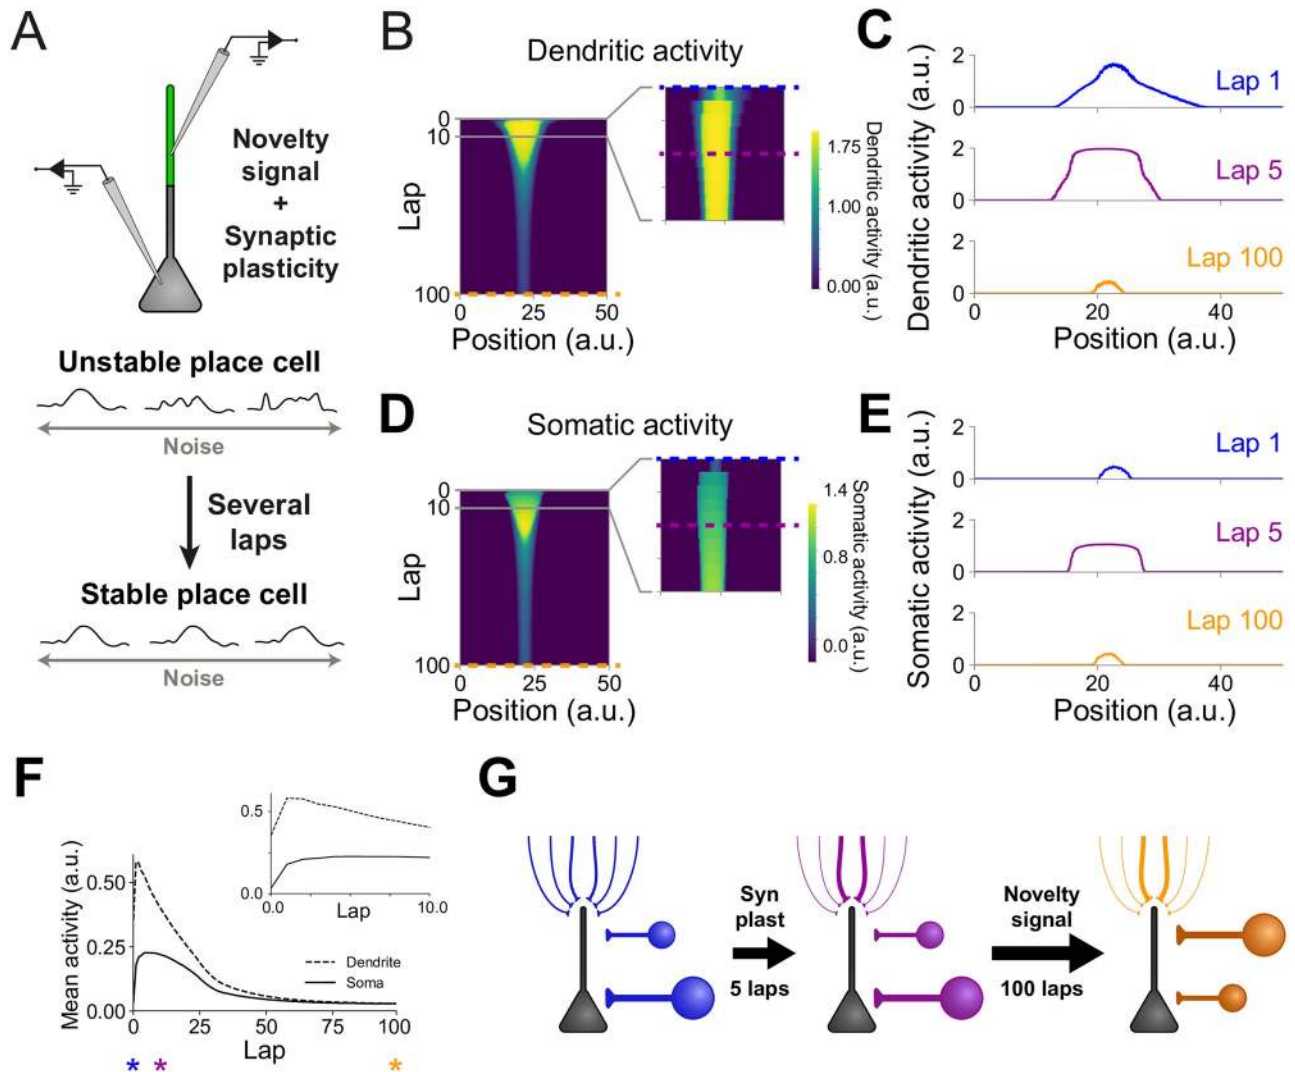 A
Novelty
signal
+
Synaptic
plasticity
Unstable place cell
Noise
Several
laps
Stable place cell
Noise
B
Dendritic activity
0
10
100
Lap
0 25 50
Position (a.u.)
1.75
1.00
0.00
Dendritic activity (a.u.)
C
Dendritic activity (a.u.)
2
0
Lap 1
2
0
Lap 5
2
0
Lap 100
0 20 40
Position (a.u.)
D
Somatic activity
0
10
100
Lap
0 25 50
Position (a.u.)
1.4
0.8
0.0
Somatic activity (a.u.)
E
Somatic activity (a.u.)
2
0
Lap 1
2
0
Lap 5
2
0
Lap 100
0 20 40
Position (a.u.)
F
Mean activity (a.u.)
0.50
0.25
0.00
0 25 50 75 100
Lap
0.5
0.0
0.0 10.0
Lap
Dendrite
Soma
* * *
G
Syn
plast
5 laps
Novelty
signal
100 laps